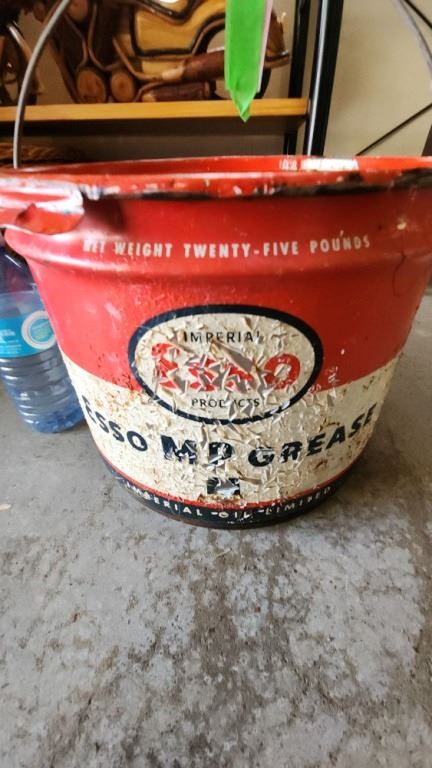 NET WEIGHT TWENTY-FIVE POUNDS
IMPERIAL
Esso
PRODUCTS
ESSO MP GREASE
H
IMPERIAL OIL LIMITED